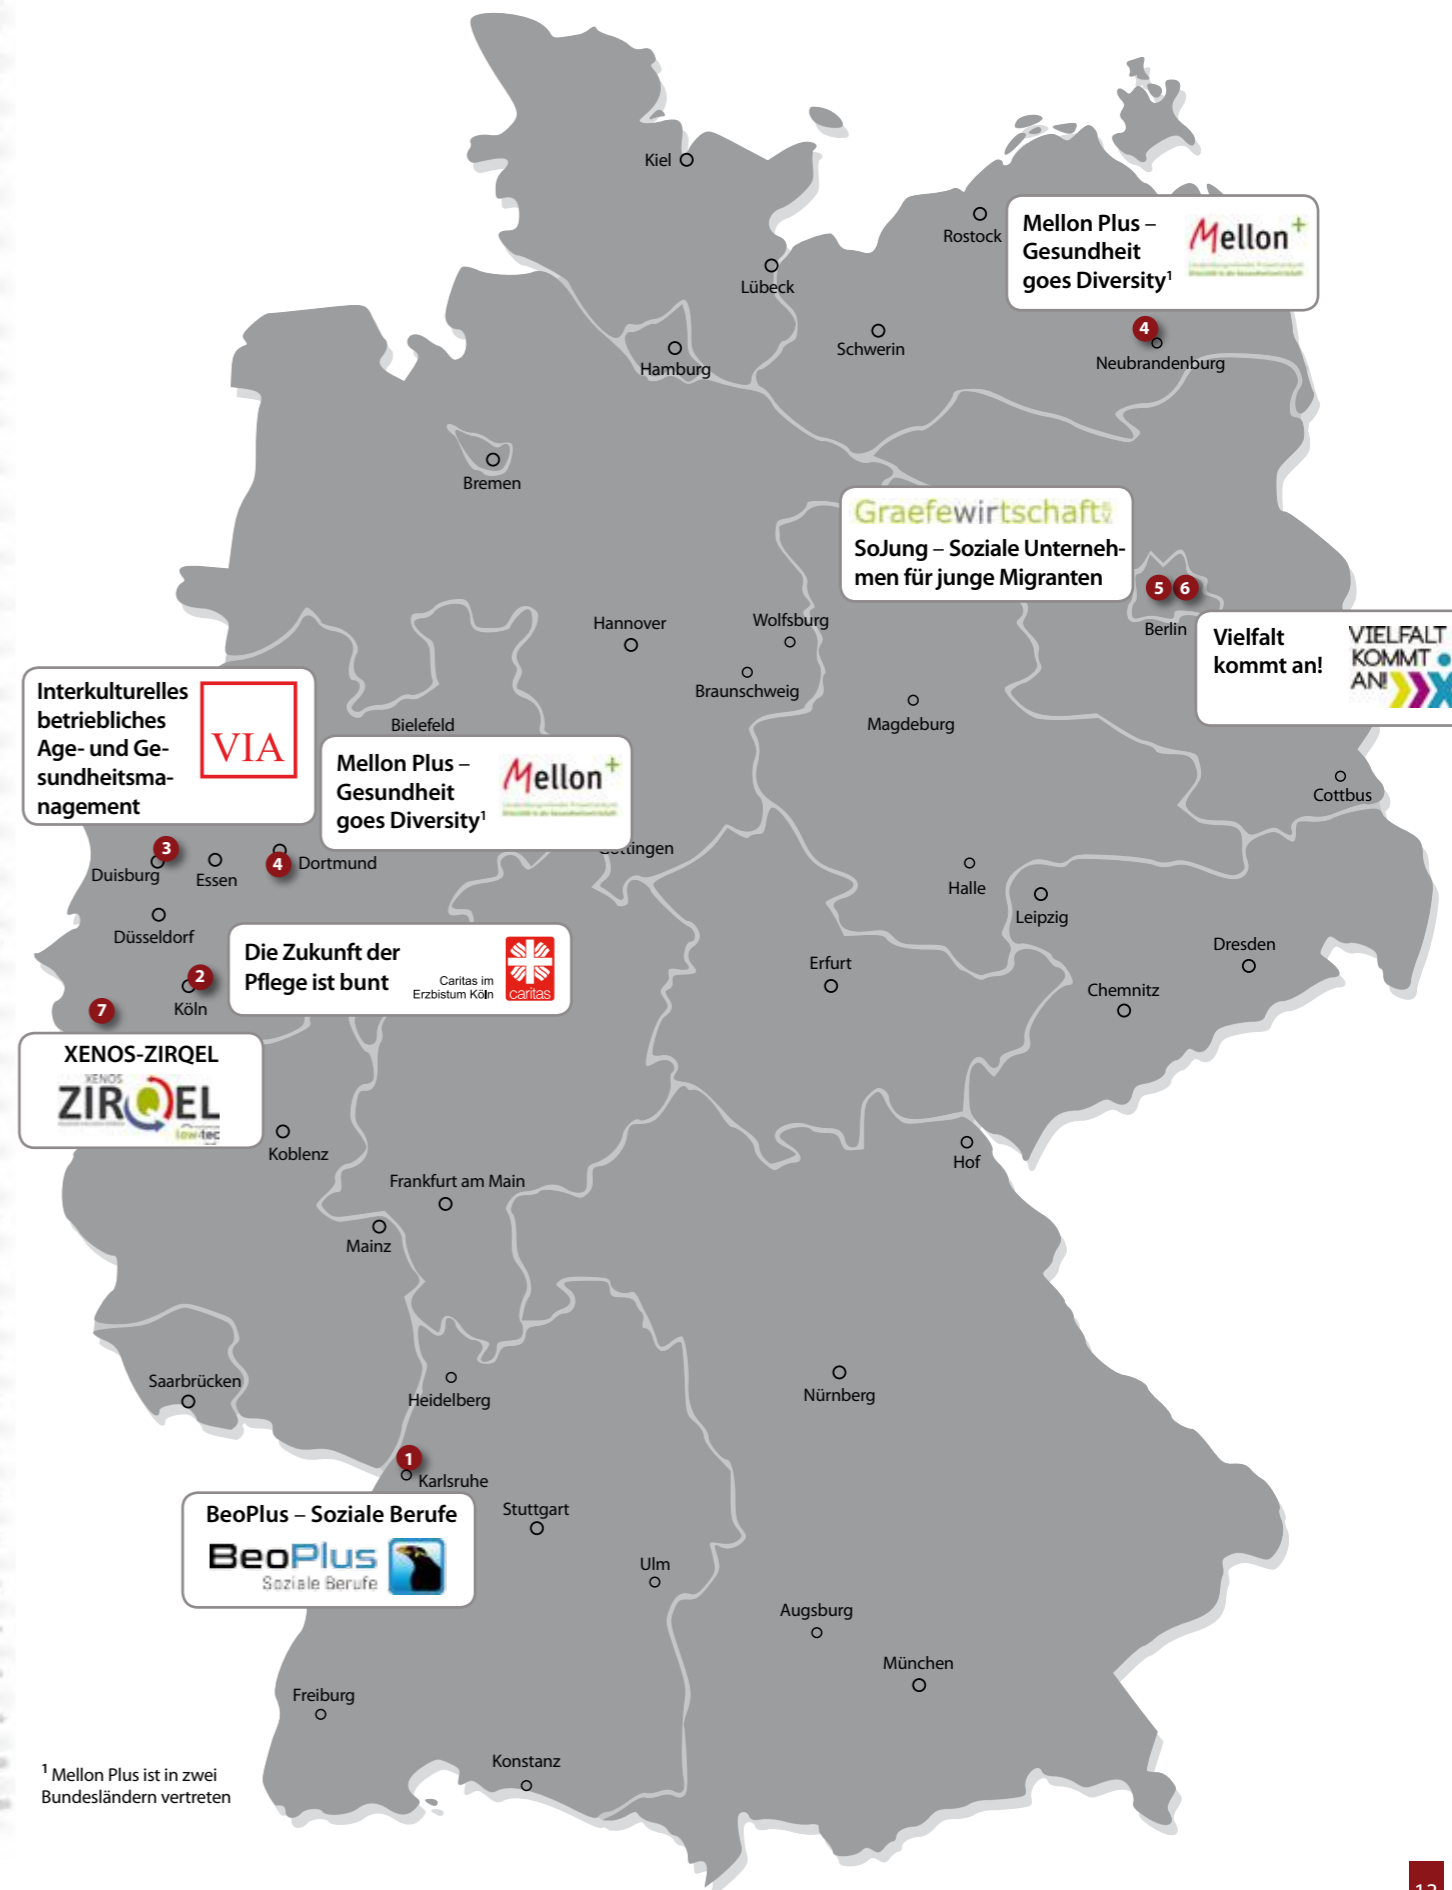 Kiel
Rostock
Mellon Plus –
Gesundheit
goes Diversity¹
Mellon+
Lübeck
Schwerin
4
Neubrandenburg
Hamburg
Bremen
Graefewirtschaft
SoJung – Soziale Unterneh-
men für junge Migranten
5 6
Berlin
Vielfalt
kommt an!
VIELFALT
KOMMT
AN!
Hannover
Wolfsburg
Braunschweig
Magdeburg
Cottbus
Interkulturelles
betriebliches
Age- und Ge-
sundheitsma-
nagement
VIA
Bielefeld
Mellon Plus –
Gesundheit
goes Diversity¹
Mellon+
Göttingen
3
Duisburg
Essen
4
Dortmund
Düsseldorf
Halle
Leipzig
Dresden
Erfurt
Chemnitz
Die Zukunft der
Pflege ist bunt
Caritas im
Erzbistum Köln
caritas
2
Köln
7
XENOS-ZIRQEL
XENOS
ZIRQEL
low-tec
Koblenz
Hof
Frankfurt am Main
Mainz
Saarbrücken
Heidelberg
Nürnberg
1
Karlsruhe
BeoPlus – Soziale Berufe
BeoPlus
Soziale Berufe
Stuttgart
Ulm
Augsburg
München
Freiburg
Konstanz
¹ Mellon Plus ist in zwei
Bundesländern vertreten